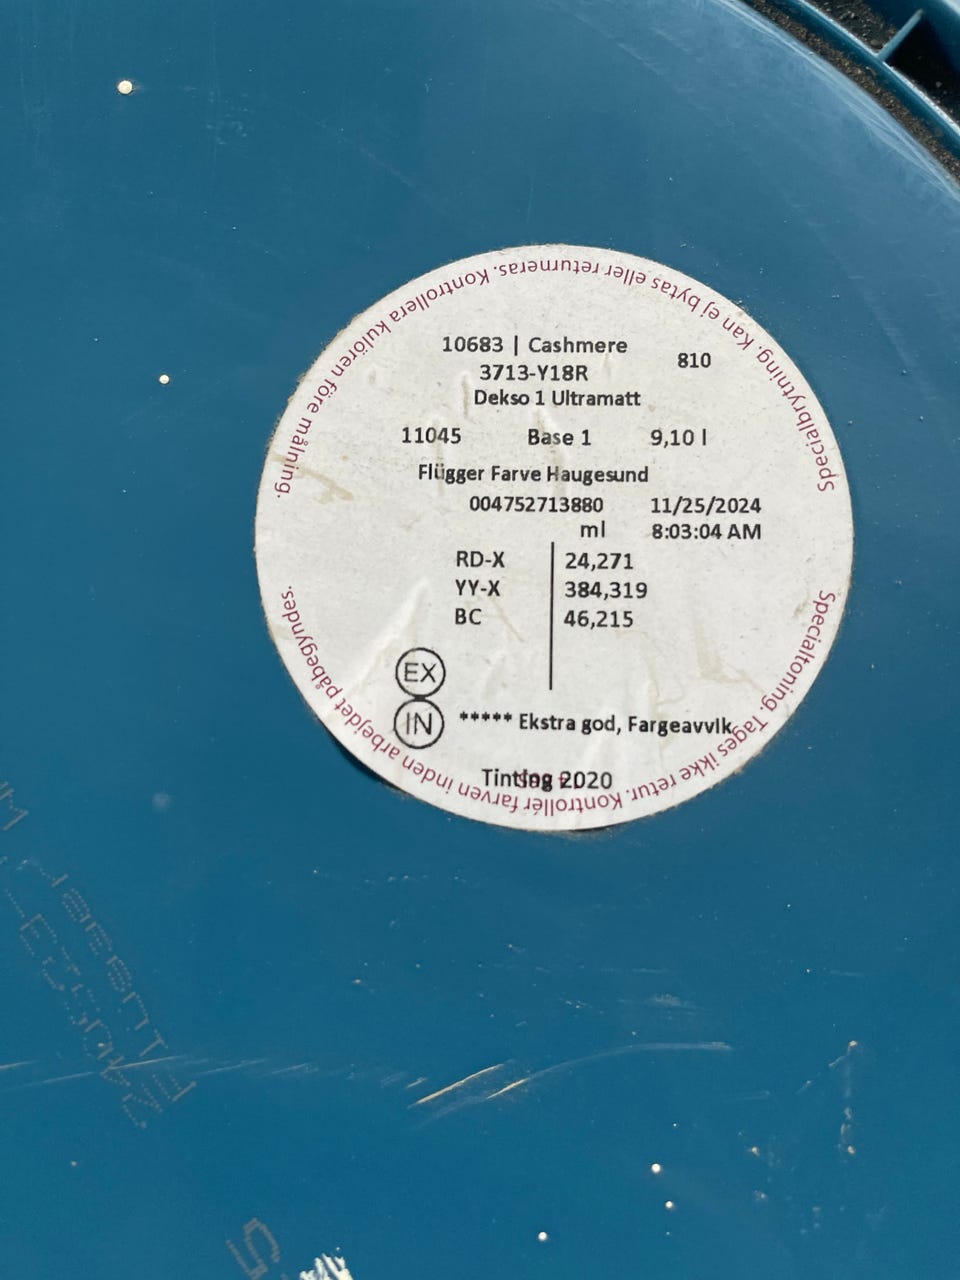 10683 | Cashmere
810
3713-Y18R
Dekso 1 Ultramatt
11045 Base 1 9,10 l
Flügger Farve Haugesund
004752713880 11/25/2024
ml 8:03:04 AM
RD-X 24,271
YY-X 384,319
BC 46,215
EX
IN
***** Ekstra god, Fargeavvik
Tinting 2020
Specialbrytning. Kan ej bytas eller returneras. Kontrollera kulören före målning.
Specialtoning. Tages ikke retur. Kontrollér farven inden arbejdet påbegyndes.